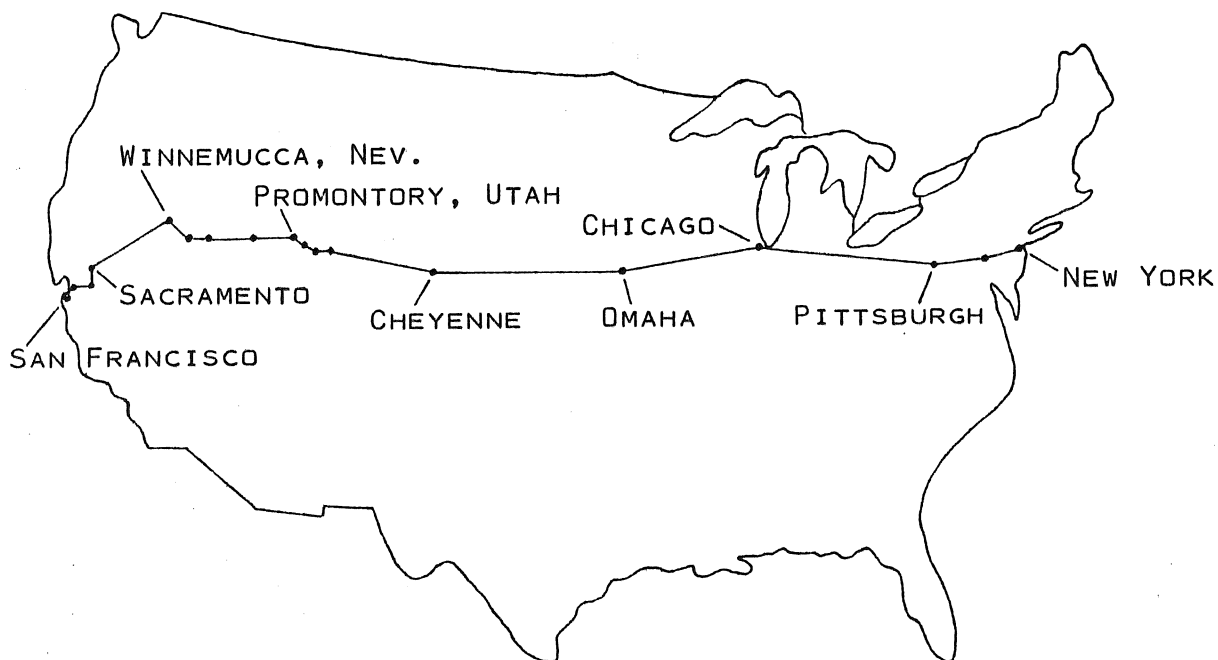 WINNEMUCCA, NEV.
PROMONTORY, UTAH
CHICAGO
NEW YORK
SACRAMENTO
CHEYENNE
OMAHA
PITTSBURGH
SAN FRANCISCO